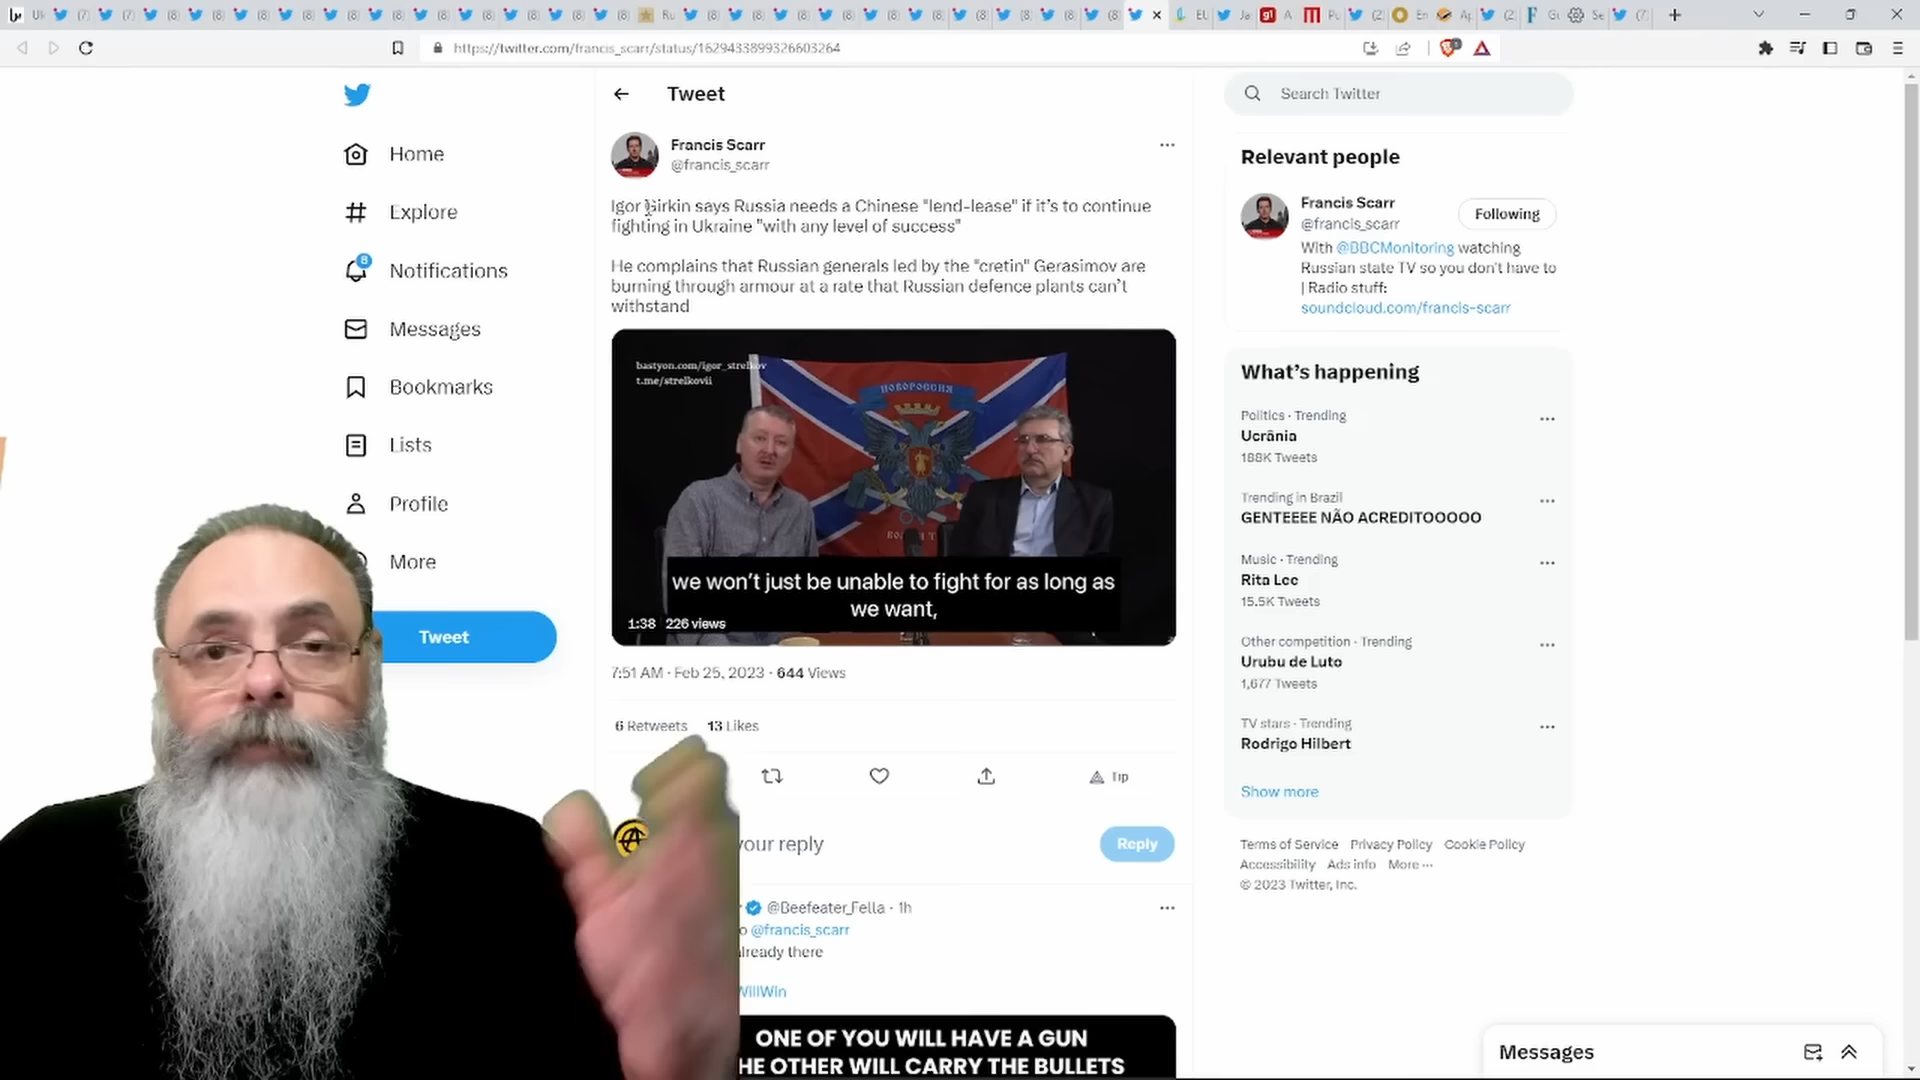 https://twitter.com/francis_scarr/status/1629433899326603264
Home
Explore
8
Notifications
Messages
Bookmarks
Lists
Profile
More
Tweet
Tweet
Francis Scarr
@francis_scarr
Igor Girkin says Russia needs a Chinese "lend-lease" if it's to continue
fighting in Ukraine "with any level of success"
He complains that Russian generals led by the "cretin" Gerasimov are
burning through armour at a rate that Russian defence plants can't
withstand
bastyon.com/igor_strelkov
t.me/strelkovii
НОВОРОССИЯ
we won't just be unable to fight for as long as
we want,
1:38 226 views
7:51 AM · Feb 25, 2023 · 644 Views
6 Retweets 13 Likes
Tip
your reply
Reply
@Beefeater_Fella · 1h
@francis_scarr
already there
WillWin
ONE OF YOU WILL HAVE A GUN
HE OTHER WILL CARRY THE BULLETS
Search Twitter
Relevant people
Francis Scarr
@francis_scarr
Following
With @BBCMonitoring watching
Russian state TV so you don't have to
| Radio stuff:
soundcloud.com/francis-scarr
What's happening
Politics · Trending
Ucrânia
188K Tweets
Trending in Brazil
GENTEEEE NÃO ACREDITOOOOO
Music · Trending
Rita Lee
15.5K Tweets
Other competition · Trending
Urubu de Luto
1,677 Tweets
TV stars · Trending
Rodrigo Hilbert
Show more
Terms of Service Privacy Policy Cookie Policy
Accessibility Ads info More ···
© 2023 Twitter, Inc.
Messages